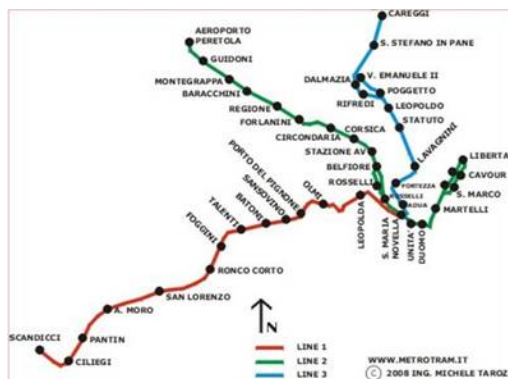 CAREGGI
AEROPORTO
PERETOLA
S. STEFANO IN PANE
GUIDONI
V. EMANUELE II
DALMAZIA
MONTEGRAPPA
POGGETTO
BARACCHINI
RIFREDI
LEOPOLDO
REGIONE
STATUTO
FORLANINI
CORSICA
CIRCONDARIA
LAVAGNINI
STAZIONE AV
LIBERTA
BELFIORE
CAVOUR
PORTO DEL PIGNONE
ROSSELLI
FORTEZZA
S. MARCO
SANSOVINO
OLMI
ROSSELLI
BATONI
LEOPOLDA
MARTELLI
TALENTI
S. MARIA
NOVELLA
UNITA'
DUOMO
FOGGINI
RONCO CORTO
SAN LORENZO
A. MORO
N
SCANDICCI
PANTIN
LINE 1
CILIEGI
LINE 2
WWW.METROTRAM.IT
LINE 3
© 2008 ING. MICHELE TAROZ